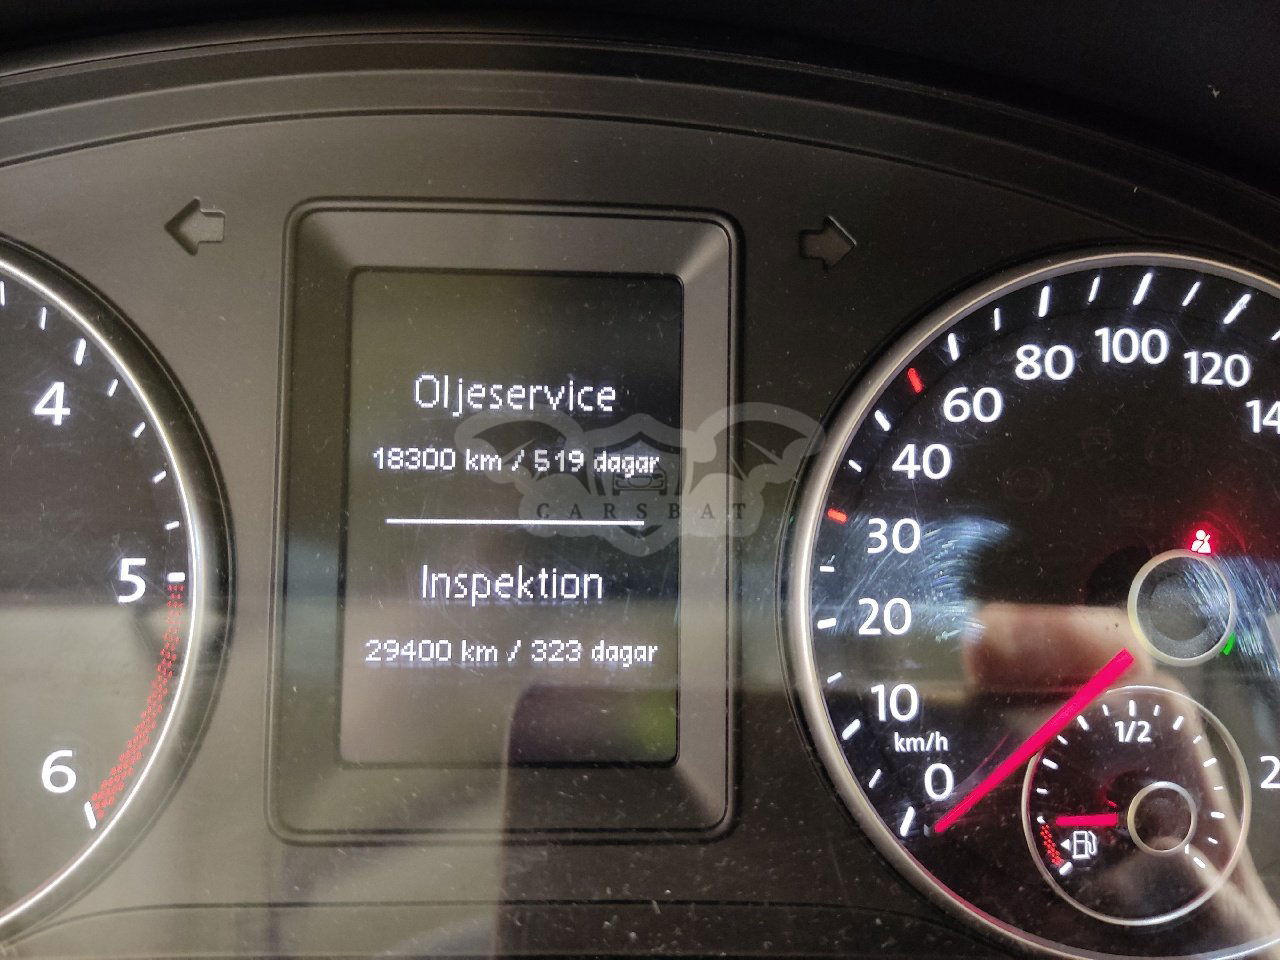 Oljeservice
18300 km / 519 dagar
Inspektion
29400 km / 323 dagar
CARSBAT
4
5
6
0
10
20
30
40
60
80
100
120
km/h
1/2